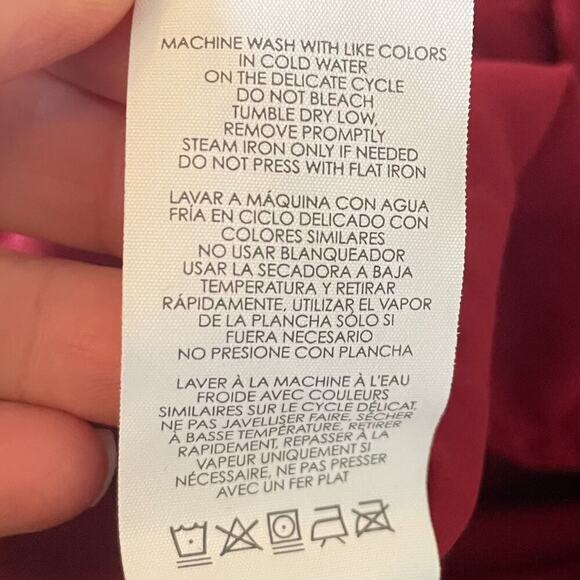 MACHINE WASH WITH LIKE COLORS
IN COLD WATER
ON THE DELICATE CYCLE
DO NOT BLEACH
TUMBLE DRY LOW,
REMOVE PROMPTLY
STEAM IRON ONLY IF NEEDED
DO NOT PRESS WITH FLAT IRON
LAVAR A MÁQUINA CON AGUA
FRÍA EN CICLO DELICADO CON
COLORES SIMILARES
NO USAR BLANQUEADOR
USAR LA SECADORA A BAJA
TEMPERATURA Y RETIRAR
RÁPIDAMENTE, UTILIZAR EL VAPOR
DE LA PLANCHA SÓLO SI
FUERA NECESARIO
NO PRESIONE CON PLANCHA
LAVER À LA MACHINE À L'EAU
FROIDE AVEC COULEURS
SIMILAIRES SUR LE CYCLE DÉLICAT.
NE PAS JAVELLISER FAIRE. SÉCHER
À BASSE TEMPÉRATURE, RETIRER
RAPIDEMENT. REPASSER À LA
VAPEUR UNIQUEMENT SI
NÉCESSAIRE, NE PAS PRESSER
AVEC UN FER PLAT